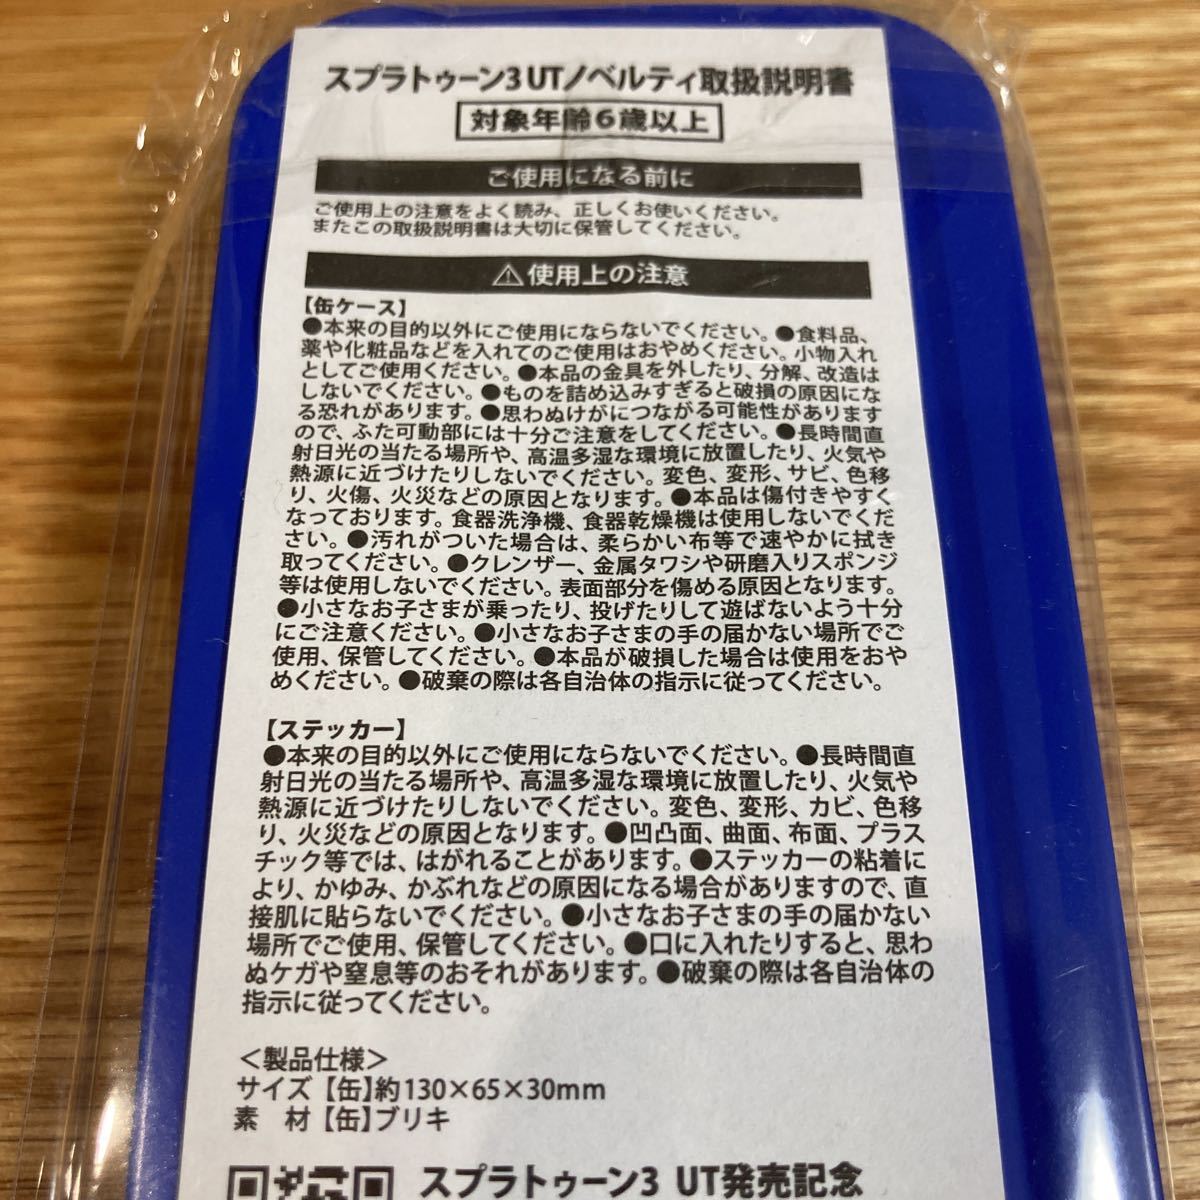 スプラトゥーン3 UTノベルティ取扱説明書
対象年齢6歳以上
ご使用になる前に
ご使用上の注意をよく読み、正しくお使いください。
またこの取扱説明書は大切に保管してください。
⚠使用上の注意
【缶ケース】
●本来の目的以外にご使用にならないでください。●食料品、
薬や化粧品などを入れてのご使用はおやめください。小物入れ
としてご使用ください。●本品の金具を外したり、分解、改造は
しないでください。●ものを詰め込みすぎると破損の原因にな
る恐れがあります。●思わぬけがにつながる可能性があります
ので、ふた可動部には十分ご注意をしてください。●長時間直
射日光の当たる場所や、高温多湿な環境に放置したり、火気や
熱源に近づけたりしないでください。変色、変形、サビ、色移
り、火傷、火災などの原因となります。●本品は傷付きやすく
なっております。食器洗浄機、食器乾燥機は使用しないでくだ
さい。●汚れがついた場合は、柔らかい布等で速やかに拭き
取ってください。●クレンザー、金属タワシや研磨入りスポンジ
等は使用しないでください。表面部分を傷める原因となります。
●小さなお子さまが乗ったり、投げたりして遊ばないよう十分
にご注意ください。●小さなお子さまの手の届かない場所でご
使用、保管してください。●本品が破損した場合は使用をおや
めください。●破棄の際は各自治体の指示に従ってください。
【ステッカー】
●本来の目的以外にご使用にならないでください。●長時間直
射日光の当たる場所や、高温多湿な環境に放置したり、火気や
熱源に近づけたりしないでください。変色、変形、カビ、色移
り、火災などの原因となります。●凹凸面、曲面、布面、プラス
チック等では、はがれることがあります。●ステッカーの粘着に
より、かゆみ、かぶれなどの原因になる場合がありますので、直
接肌に貼らないでください。●小さなお子さまの手の届かない
場所でご使用、保管してください。●口に入れたりすると、思わ
ぬケガや窒息等のおそれがあります。●破棄の際は各自治体の
指示に従ってください。
＜製品仕様＞
サイズ【缶】約130×65×30mm
素　材【缶】ブリキ
スプラトゥーン3 UT発売記念